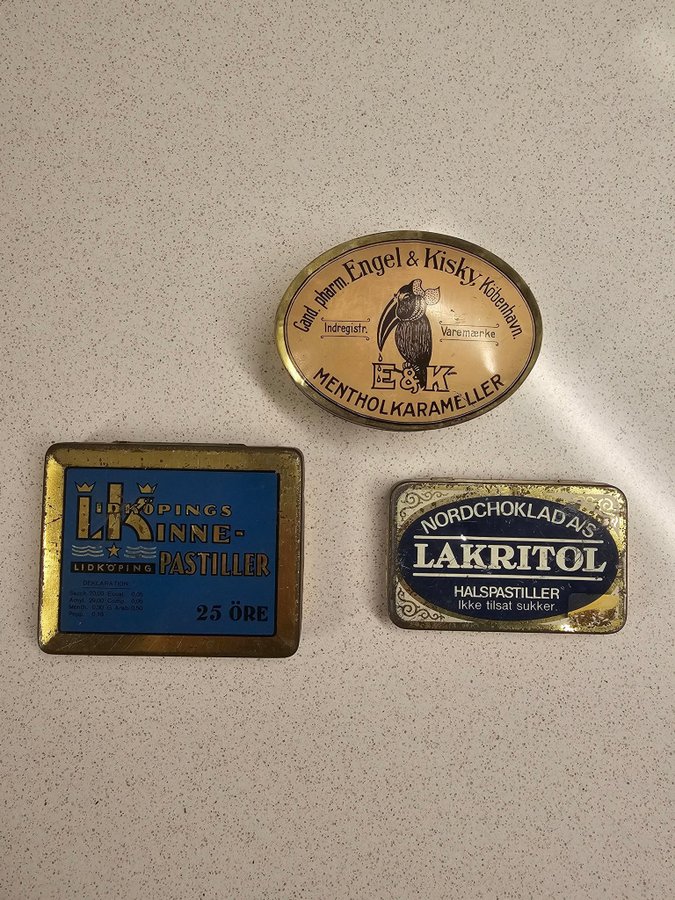 Cand. pharm. Engel & Kisky, Köbenhavn.
Indregistr. Varemærke
E&K
MENTHOLKARAMELLER
LIDKÖPINGS
KINNE-
PASTILLER
LIDKÖPING
DEKLARATION:
25 ÖRE
NORDCHOKLAD A/S
LAKRITOL
HALSPASTILLER
Ikke tilsat sukker.